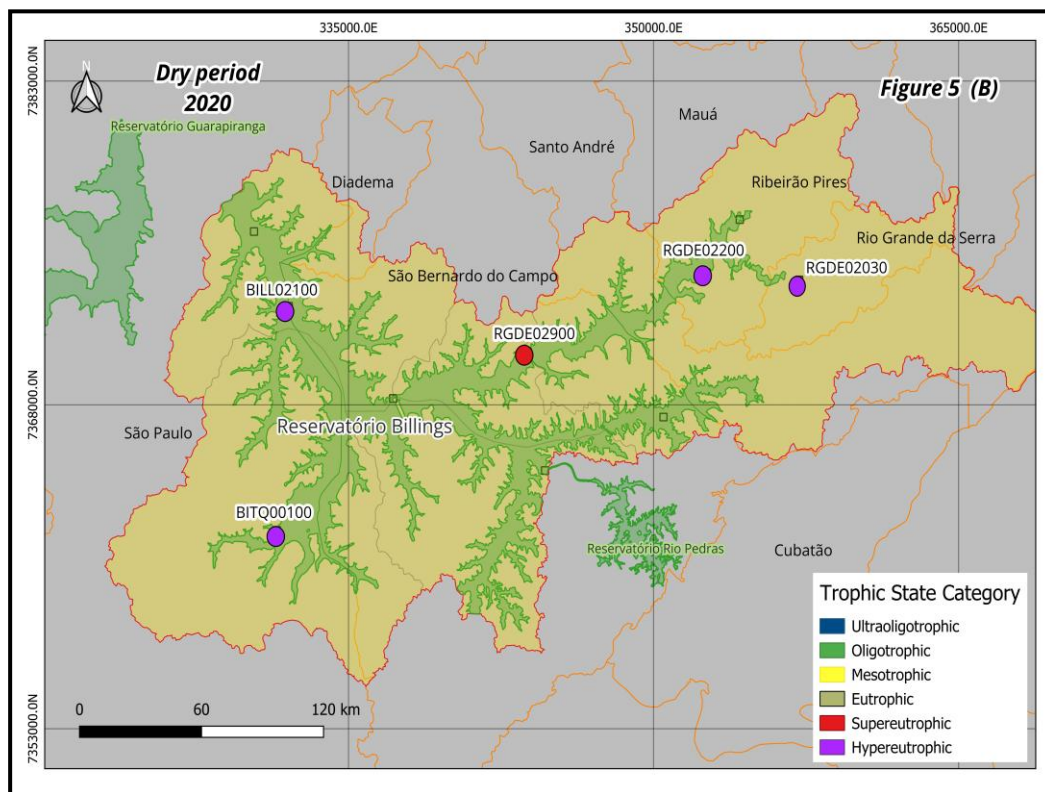 335000.0E 350000.0E 365000.0E
7383000.0N
7368000.0N
7353000.0N
N
Dry period
2020
Figure 5 (B)
Reservatório Guarapiranga
Mauá
Santo André
Diadema
Ribeirão Pires
Rio Grande da Serra
RGDE02200
RGDE02030
São Bernardo do Campo
BILL02100
RGDE02900
São Paulo
Reservatório Billings
BITQ00100
Reservatório Rio Pedras
Cubatão
Trophic State Category
Ultraoligotrophic
Oligotrophic
Mesotrophic
Eutrophic
Supereutrophic
Hypereutrophic
0 60 120 km